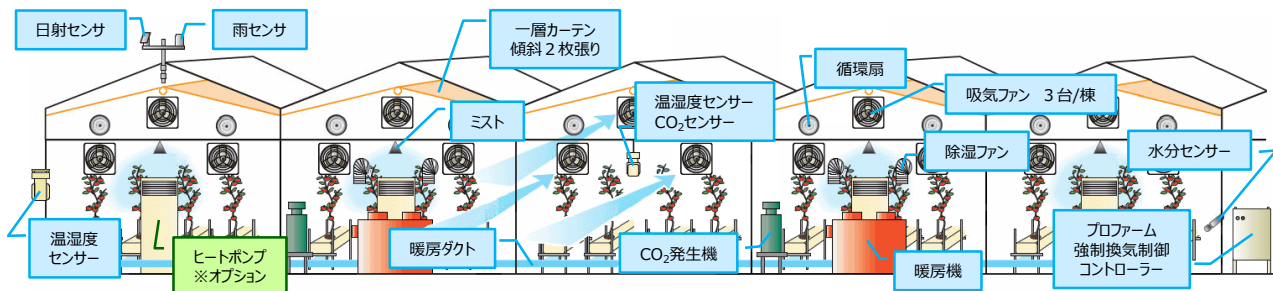 日射センサ
雨センサ
一層カーテン
傾斜２枚張り
循環扇
温湿度センサー
CO₂センサー
吸気ファン　３台/棟
ミスト
除湿ファン
水分センサー
温湿度
センサー
ヒートポンプ
※オプション
暖房ダクト
CO₂発生機
暖房機
プロファーム
強制換気制御
コントローラー